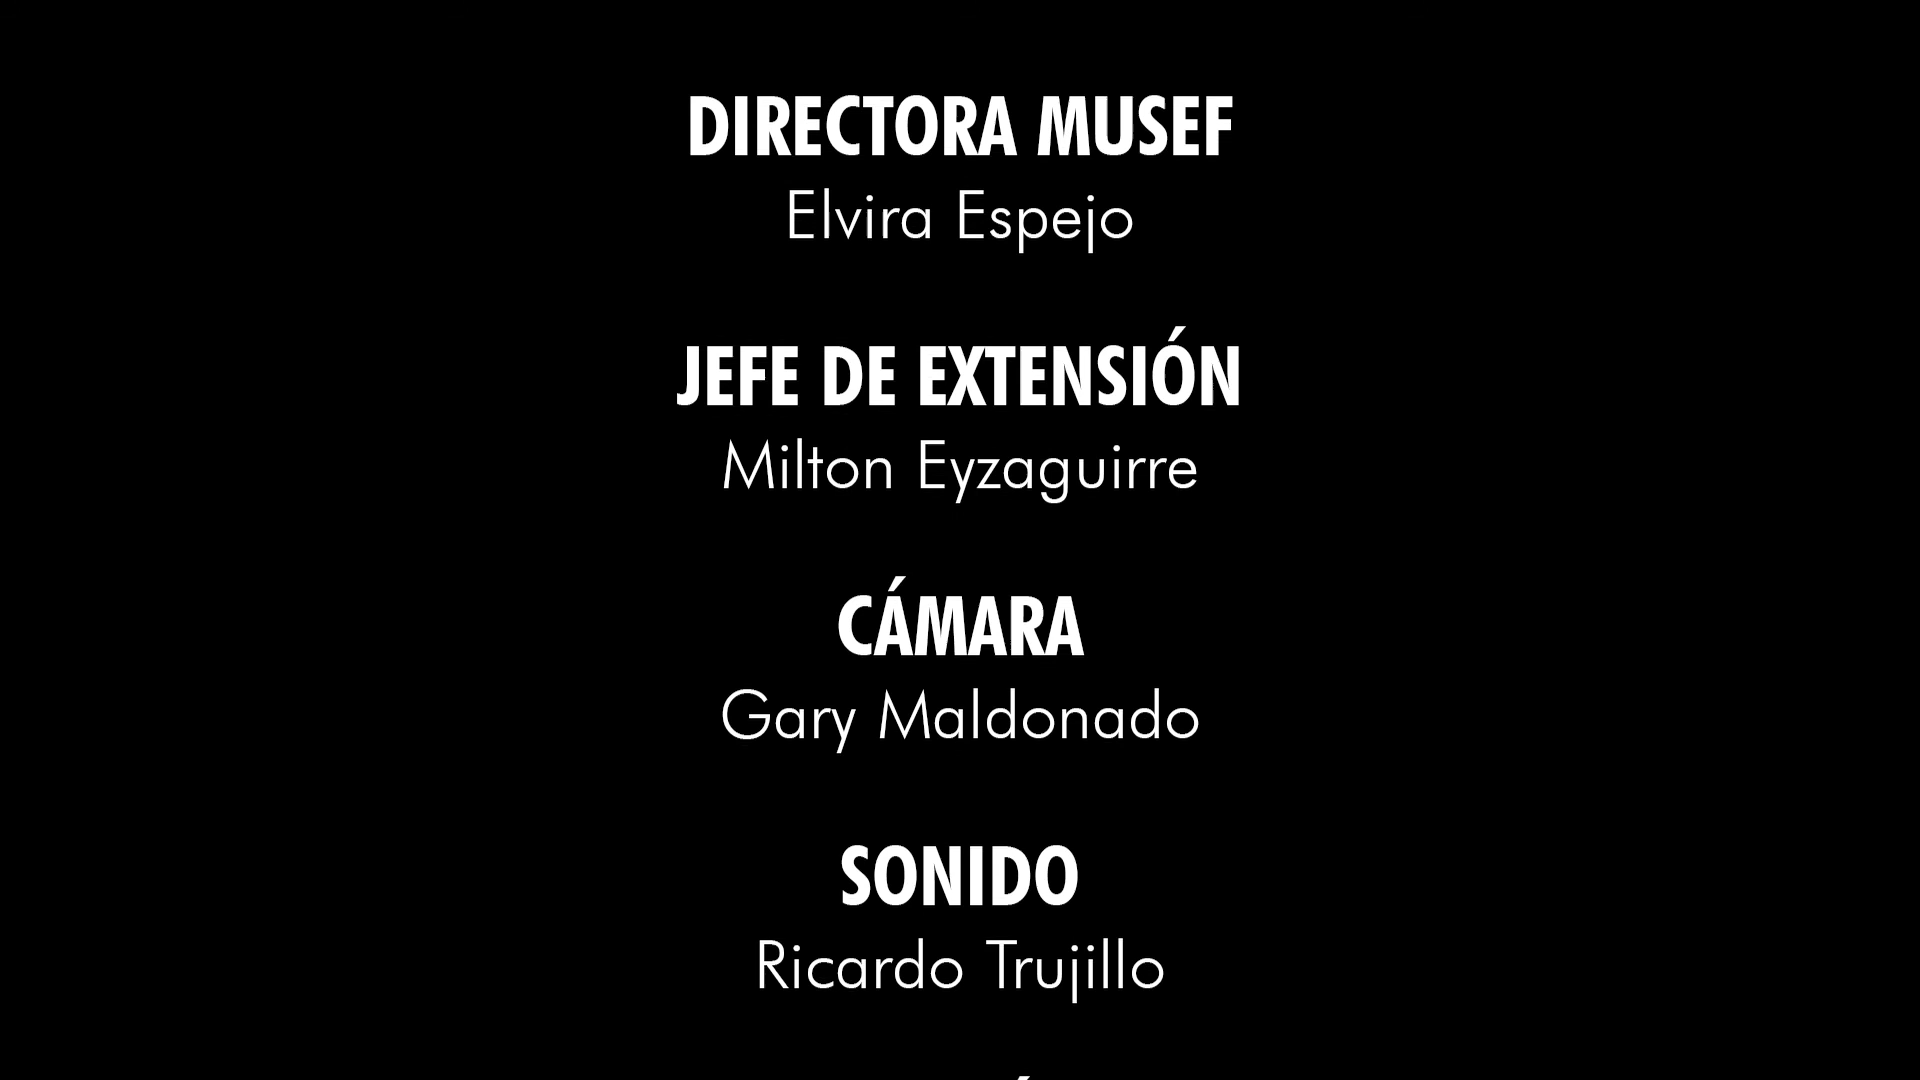 DIRECTORA MUSEF
Elvira Espejo
JEFE DE EXTENSIÓN
Milton Eyzaguirre
CÁMARA
Gary Maldonado
SONIDO
Ricardo Trujillo